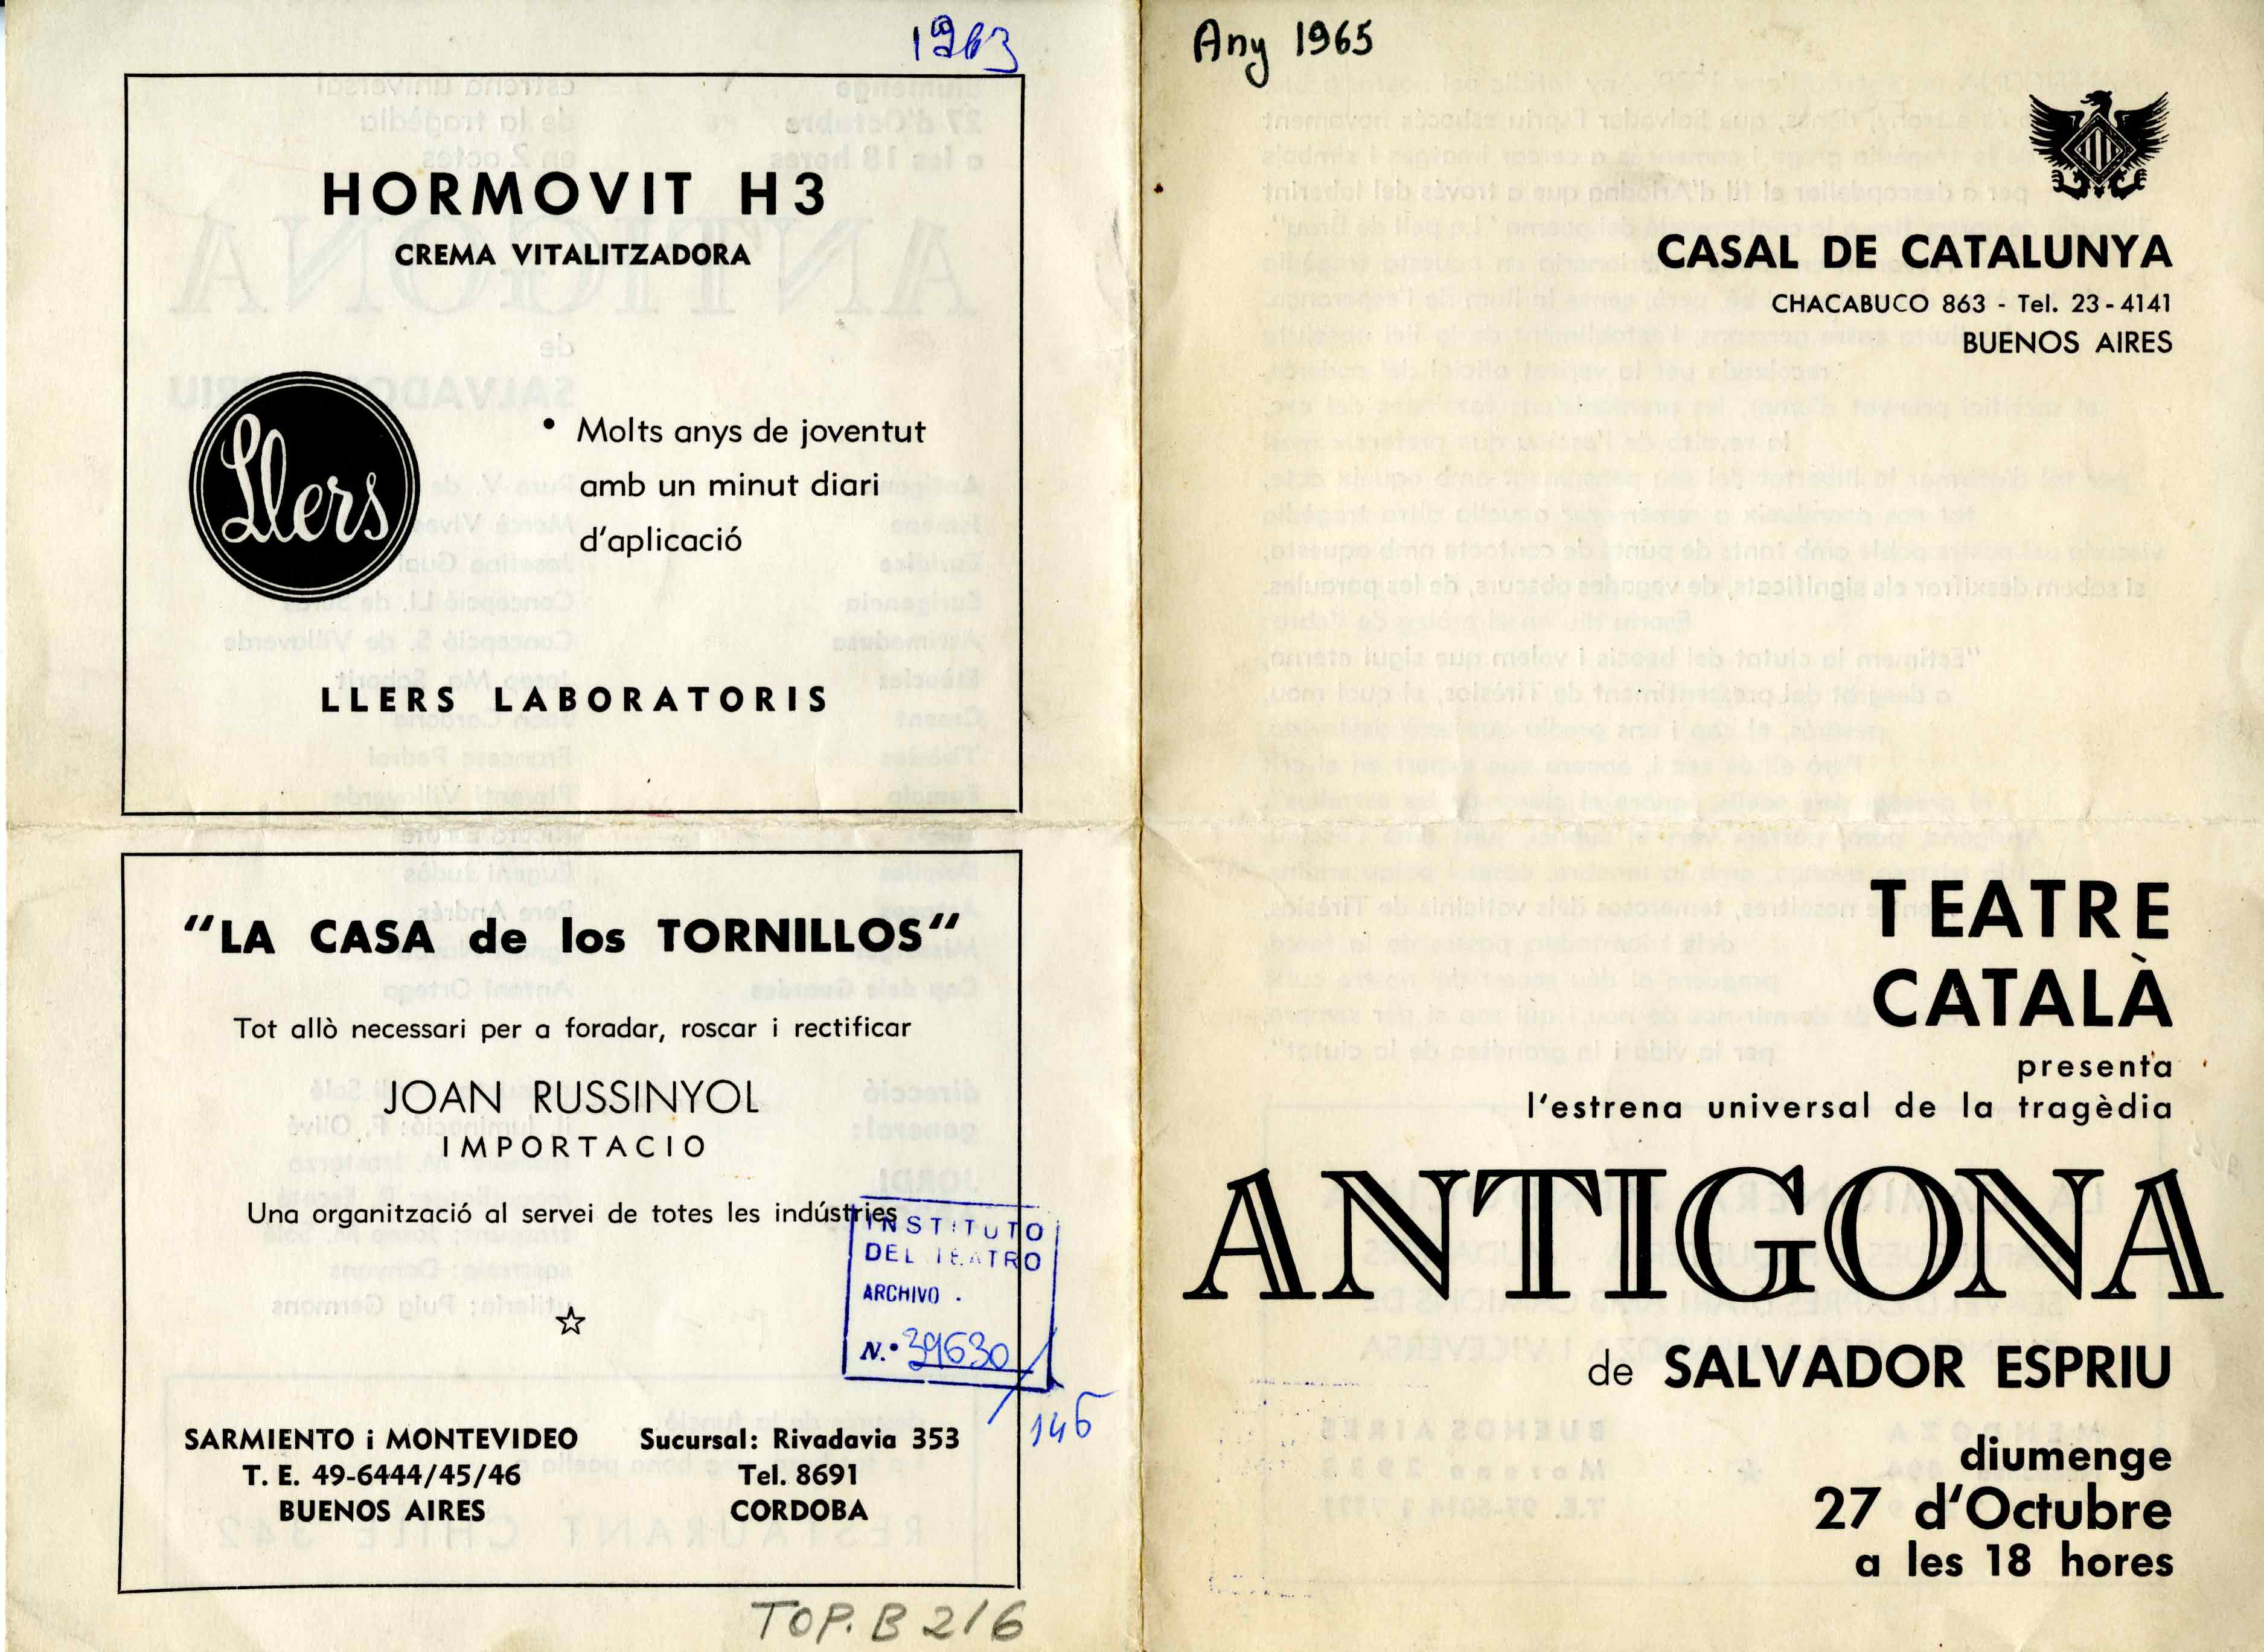 1963
HORMOVIT H3
CREMA VITALITZADORA
Llers
• Molts anys de joventut
amb un minut diari
d'aplicació
LLERS LABORATORIS
"LA CASA de los TORNILLOS"
Tot allò necessari per a foradar, roscar i rectificar
JOAN RUSSINYOL
IMPORTACIO
Una organització al servei de totes les indústries
INSTITUTO
DEL TEATRO
ARCHIVO .
N.º 39630
146
SARMIENTO i MONTEVIDEO
T. E. 49-6444/45/46
BUENOS AIRES
Sucursal: Rivadavia 353
Tel. 8691
CORDOBA
TOP. B 2/6
Any 1965
CASAL DE CATALUNYA
CHACABUCO 863 - Tel. 23-4141
BUENOS AIRES
TEATRE
CATALÀ
presenta
l'estrena universal de la tragèdia
ANTIGONA
de SALVADOR ESPRIU
diumenge
27 d'Octubre
a les 18 hores